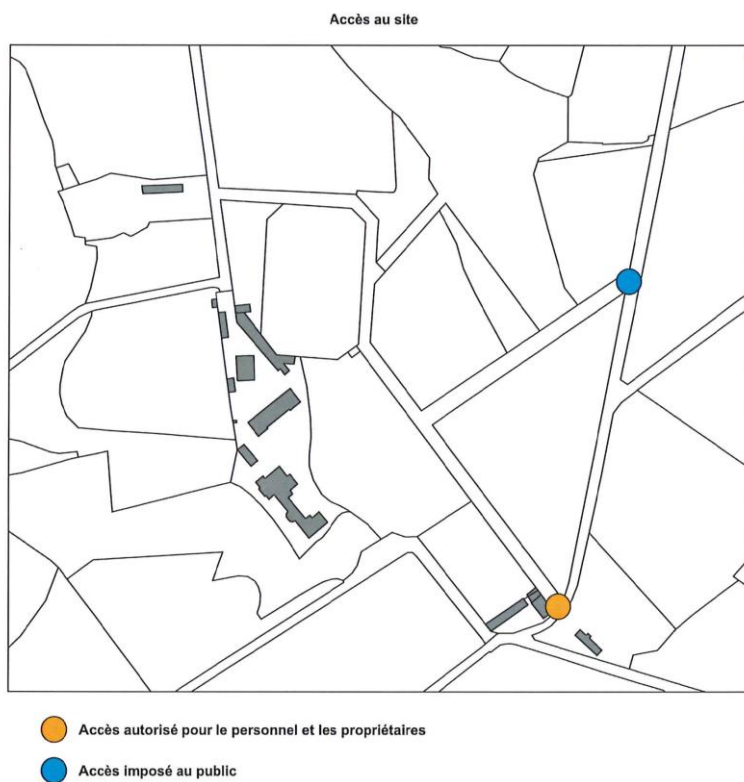 Accès au site
Accès autorisé pour le personnel et les propriétaires
Accès imposé au public